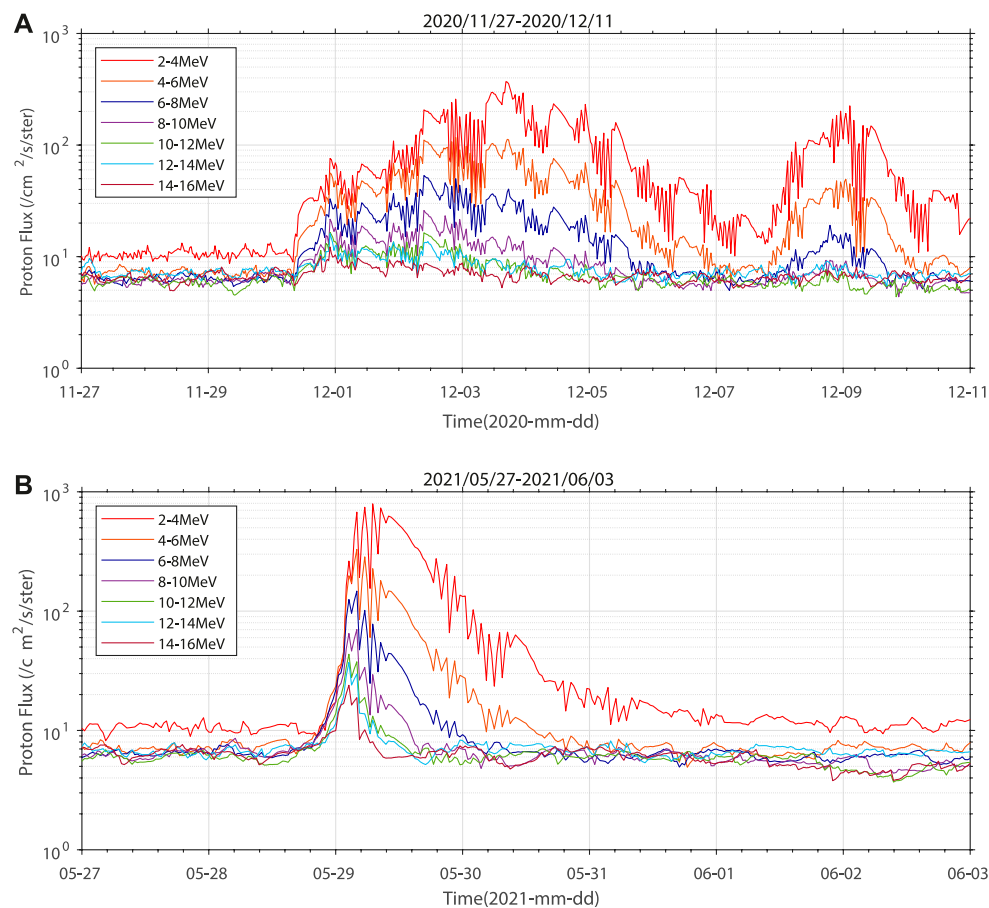 A
2020/11/27-2020/12/11
10³
10²
10¹
10⁰
Proton Flux (/cm ²/s/ster)
2-4MeV
4-6MeV
6-8MeV
8-10MeV
10-12MeV
12-14MeV
14-16MeV
11-27 11-29 12-01 12-03 12-05 12-07 12-09 12-11
Time(2020-mm-dd)
B
2021/05/27-2021/06/03
10³
10²
10¹
10⁰
Proton Flux (/c m²/s/ster)
2-4MeV
4-6MeV
6-8MeV
8-10MeV
10-12MeV
12-14MeV
14-16MeV
05-27 05-28 05-29 05-30 05-31 06-01 06-02 06-03
Time(2021-mm-dd)